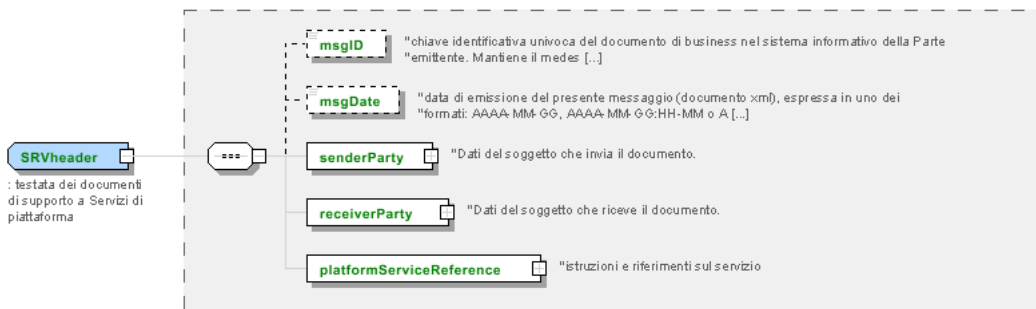 msgID
"chiave identificativa univoca del documento di business nel sistema informativo della Parte
"emittente. Mantiene il medes [...]
msgDate
"data di emissione del presente messaggio (documento xml), espressa in uno dei
"formati: AAAA-MM-GG, AAAA-MM-GG:HH-MM o A [...]
SRVheader
: testata dei documenti
di supporto a Servizi di
piattaforma
senderParty
"Dati del soggetto che invia il documento.
receiverParty
"Dati del soggetto che riceve il documento.
platformServiceReference
"istruzioni e riferimenti sul servizio